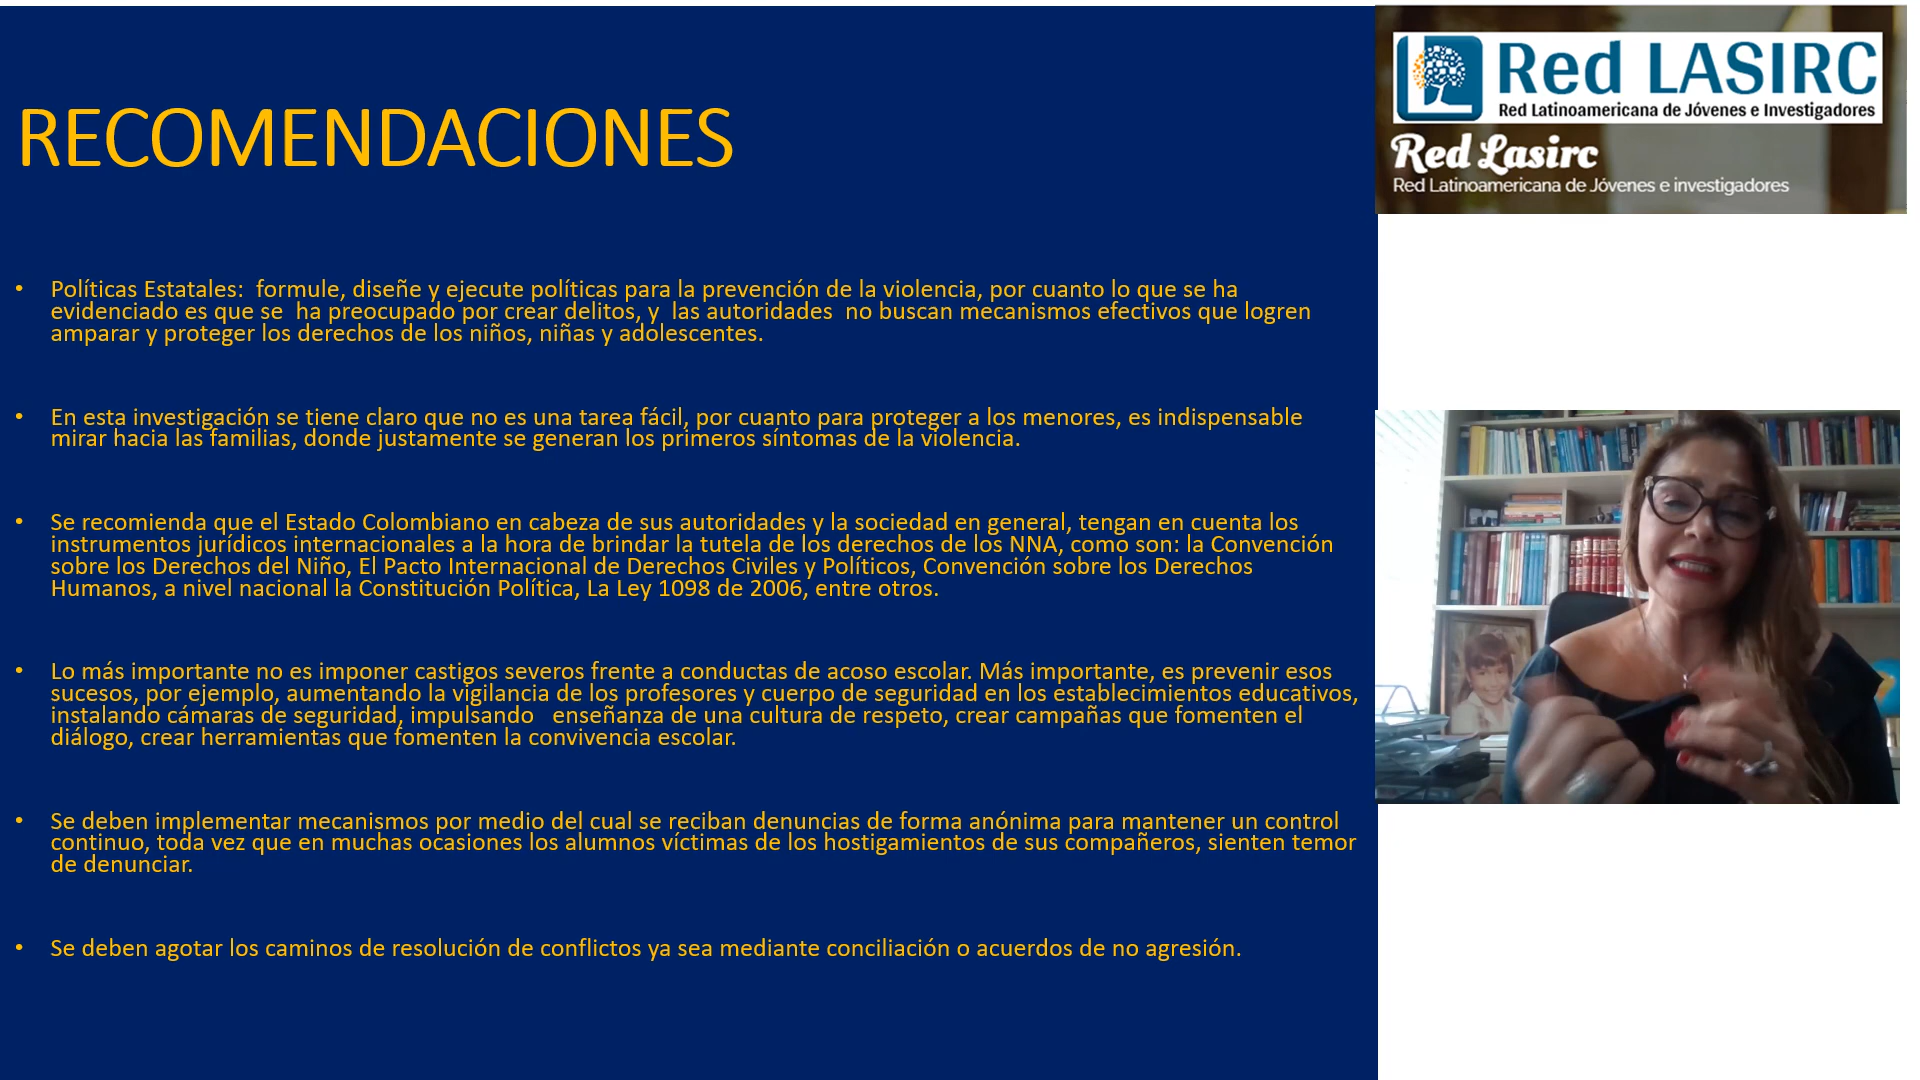 RECOMENDACIONES
• Políticas Estatales:  formule, diseñe y ejecute políticas para la prevención de la violencia, por cuanto lo que se ha
evidenciado es que se  ha preocupado por crear delitos, y  las autoridades  no buscan mecanismos efectivos que logren
amparar y proteger los derechos de los niños, niñas y adolescentes.
• En esta investigación se tiene claro que no es una tarea fácil, por cuanto para proteger a los menores, es indispensable
mirar hacia las familias, donde justamente se generan los primeros síntomas de la violencia.
• Se recomienda que el Estado Colombiano en cabeza de sus autoridades y la sociedad en general, tengan en cuenta los
instrumentos jurídicos internacionales a la hora de brindar la tutela de los derechos de los NNA, como son: la Convención
sobre los Derechos del Niño, El Pacto Internacional de Derechos Civiles y Políticos, Convención sobre los Derechos
Humanos, a nivel nacional la Constitución Política, La Ley 1098 de 2006, entre otros.
• Lo más importante no es imponer castigos severos frente a conductas de acoso escolar. Más importante, es prevenir esos
sucesos, por ejemplo, aumentando la vigilancia de los profesores y cuerpo de seguridad en los establecimientos educativos,
instalando cámaras de seguridad, impulsando   enseñanza de una cultura de respeto, crear campañas que fomenten el
diálogo, crear herramientas que fomenten la convivencia escolar.
• Se deben implementar mecanismos por medio del cual se reciban denuncias de forma anónima para mantener un control
continuo, toda vez que en muchas ocasiones los alumnos víctimas de los hostigamientos de sus compañeros, sienten temor
de denunciar.
• Se deben agotar los caminos de resolución de conflictos ya sea mediante conciliación o acuerdos de no agresión.
Red LASIRC
Red Latinoamericana de Jóvenes e Investigadores
Red Lasirc
Red Latinoamericana de Jóvenes e investigadores